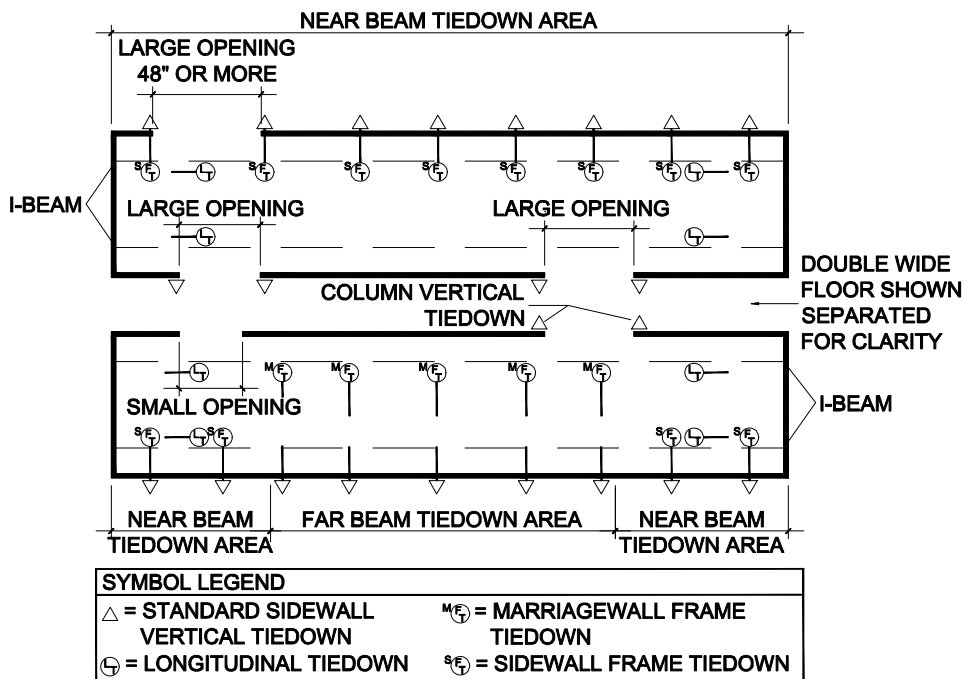 NEAR BEAM TIEDOWN AREA
LARGE OPENING
48" OR MORE
S F T L T S F T S F T S F T S F T S F T S F T L T S F T
I-BEAM
LARGE OPENING LARGE OPENING
L T L T
COLUMN VERTICAL
TIEDOWN
DOUBLE WIDE
FLOOR SHOWN
SEPARATED
FOR CLARITY
L T M F T M F T M F T M F T M F T L T
SMALL OPENING
I-BEAM
S F T L T S F T S F T L T S F T
NEAR BEAM
TIEDOWN AREA
FAR BEAM TIEDOWN AREA
NEAR BEAM
TIEDOWN AREA
SYMBOL LEGEND
= STANDARD SIDEWALL
VERTICAL TIEDOWN
L T = LONGITUDINAL TIEDOWN
M F T = MARRIAGEWALL FRAME
TIEDOWN
S F T = SIDEWALL FRAME TIEDOWN